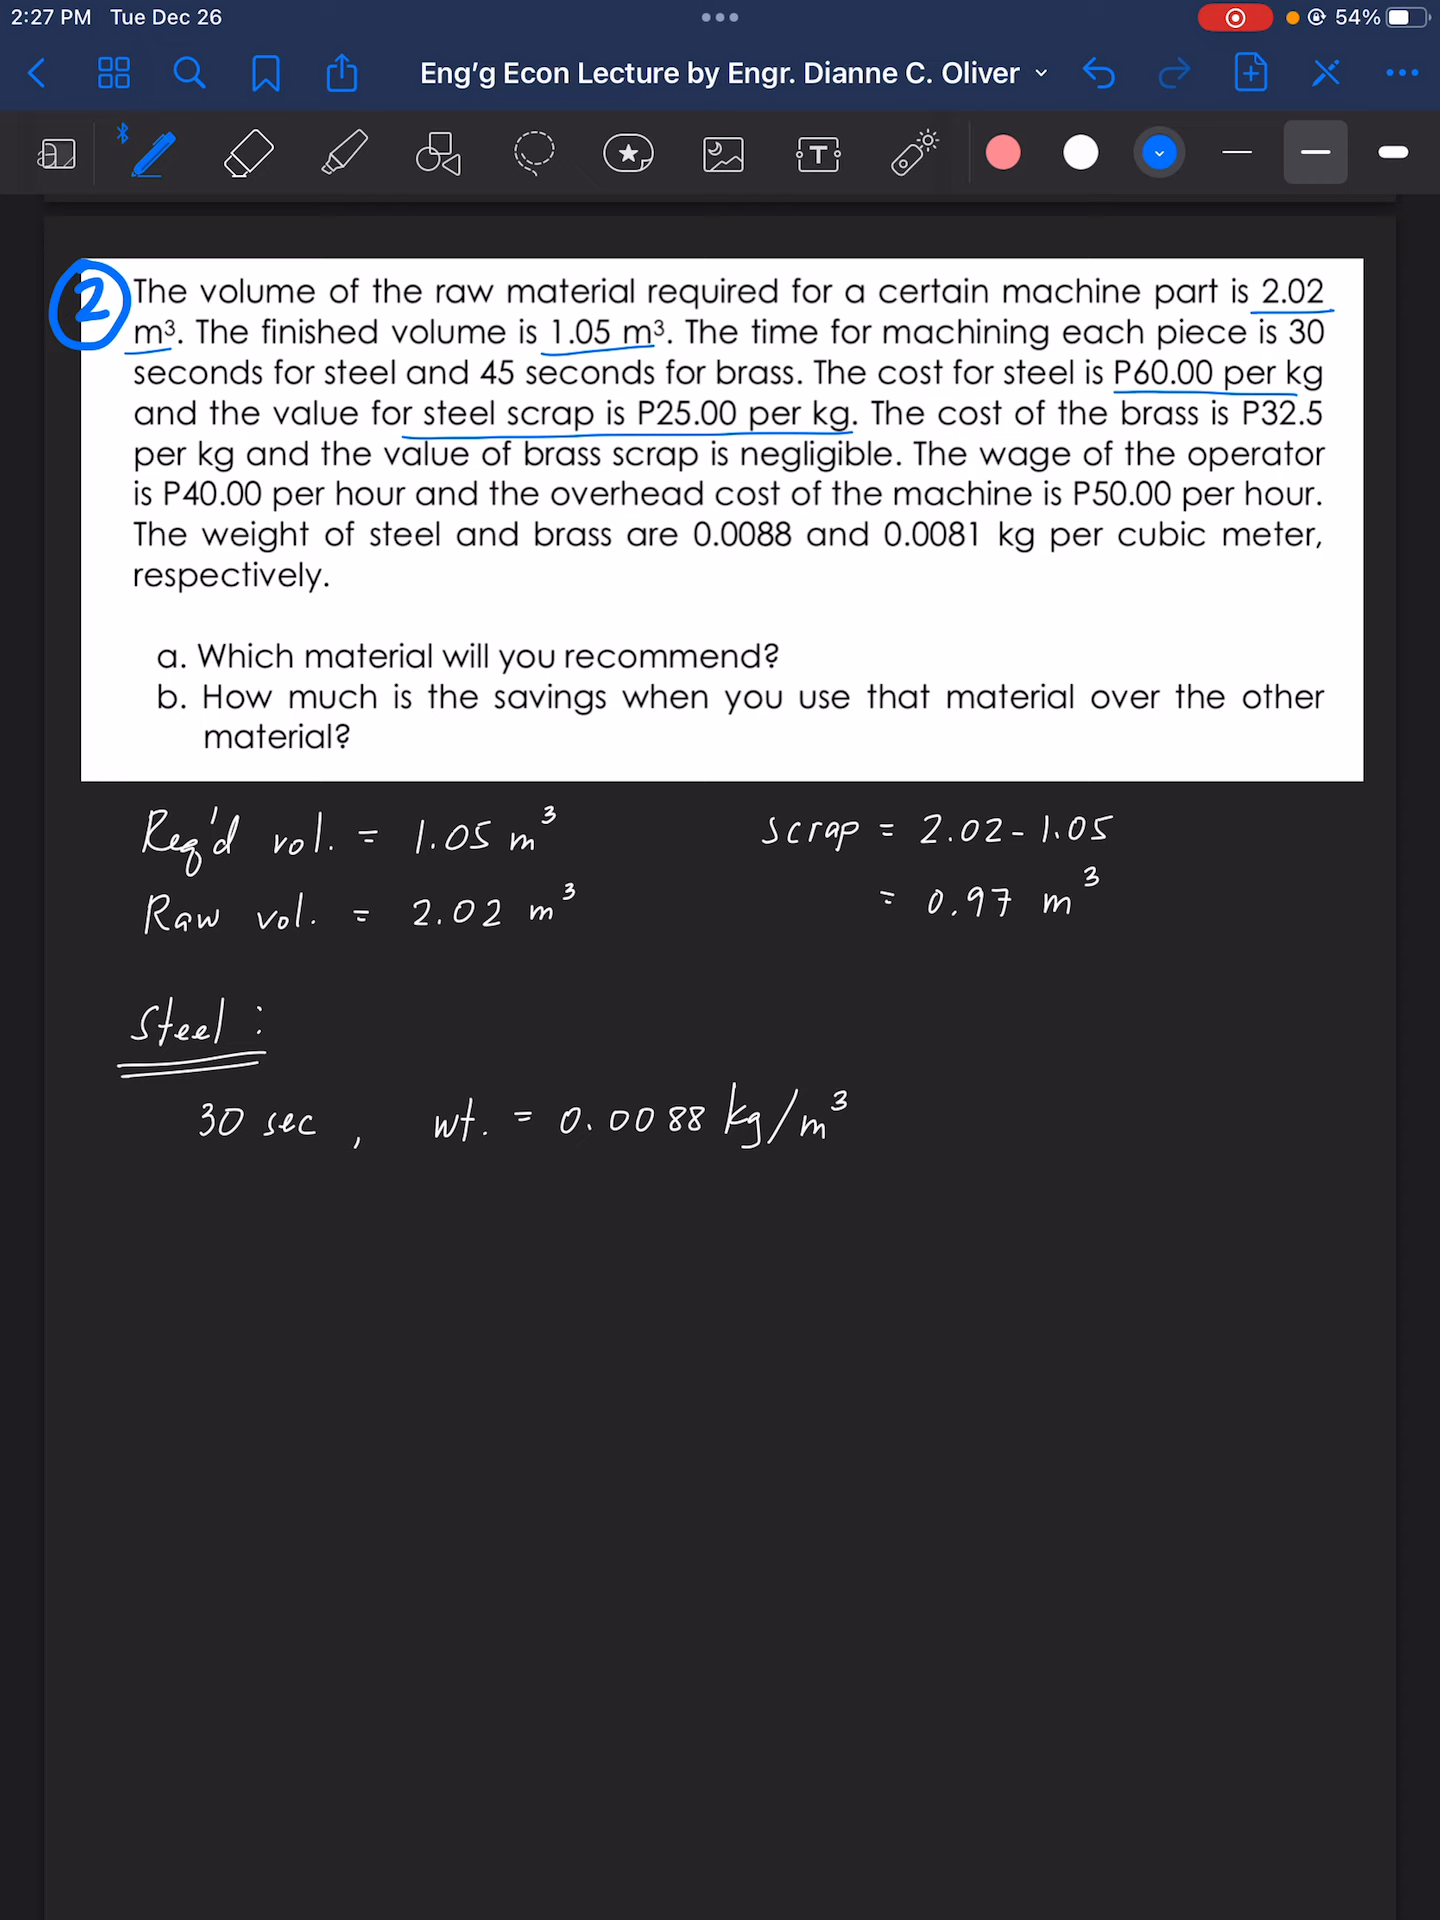 2:27 PM Tue Dec 26
54%
Eng'g Econ Lecture by Engr. Dianne C. Oliver
2
The volume of the raw material required for a certain machine part is 2.02
m³. The finished volume is 1.05 m³. The time for machining each piece is 30
seconds for steel and 45 seconds for brass. The cost for steel is P60.00 per kg
and the value for steel scrap is P25.00 per kg. The cost of the brass is P32.5
per kg and the value of brass scrap is negligible. The wage of the operator
is P40.00 per hour and the overhead cost of the machine is P50.00 per hour.
The weight of steel and brass are 0.0088 and 0.0081 kg per cubic meter,
respectively.
a. Which material will you recommend?
b. How much is the savings when you use that material over the other
material?
Req'd vol. = 1.05 m³
Raw vol. = 2.02 m³
scrap = 2.02 - 1.05
= 0.97 m³
Steel :
30 sec , wt. = 0.0088 kg/m³